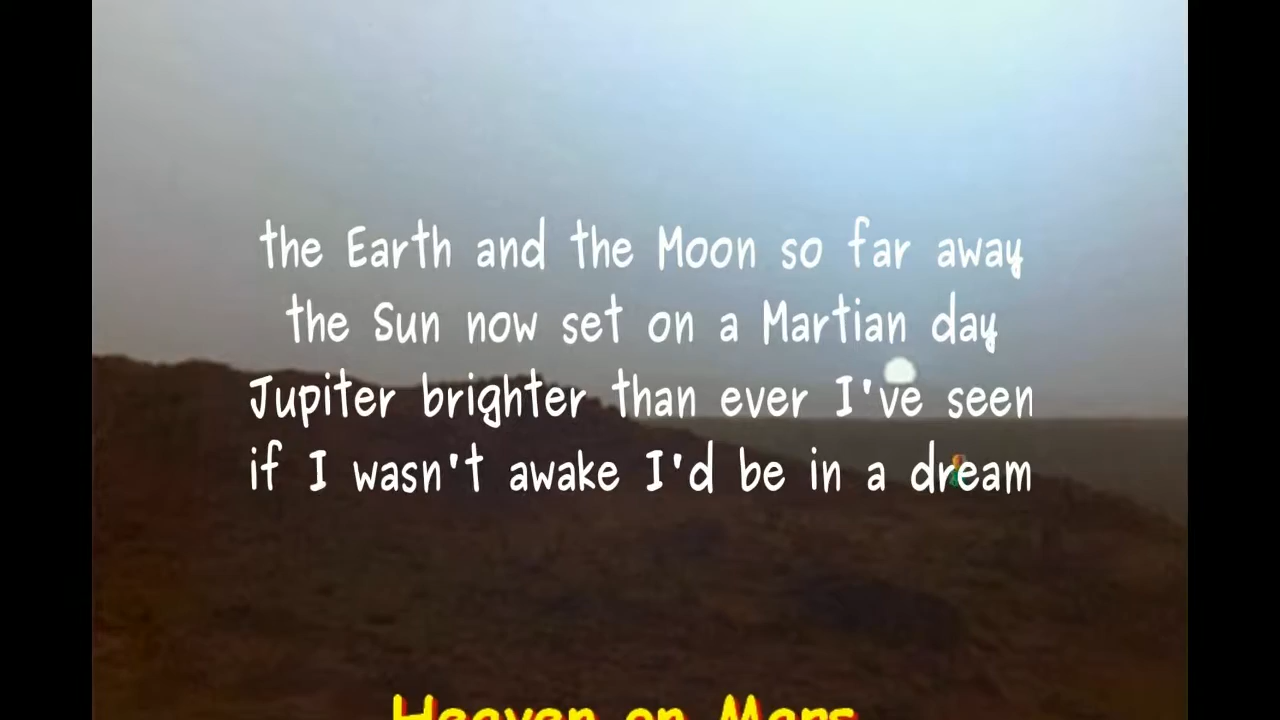 the Earth and the Moon so far away
the Sun now set on a Martian day
Jupiter brighter than ever I've seen
if I wasn't awake I'd be in a dream
Heaven on Mars